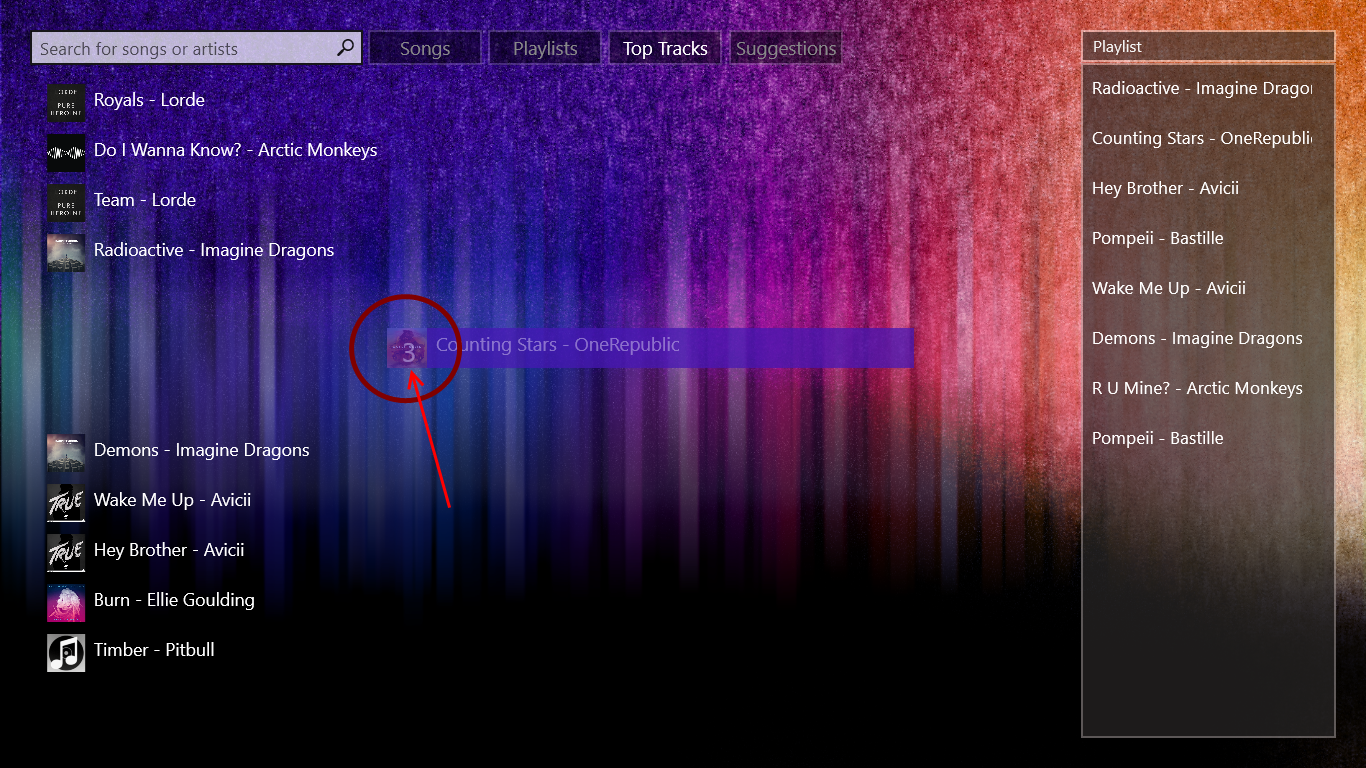 Search for songs or artists
Songs
Playlists
Top Tracks
Suggestions
Royals - Lorde
Do I Wanna Know? - Arctic Monkeys
Team - Lorde
Radioactive - Imagine Dragons
3
Counting Stars - OneRepublic
Demons - Imagine Dragons
TRUE
Wake Me Up - Avicii
TRUE
Hey Brother - Avicii
Burn - Ellie Goulding
Timber - Pitbull
Playlist
Radioactive - Imagine Drago
Counting Stars - OneRepubli
Hey Brother - Avicii
Pompeii - Bastille
Wake Me Up - Avicii
Demons - Imagine Dragons
R U Mine? - Arctic Monkeys
Pompeii - Bastille